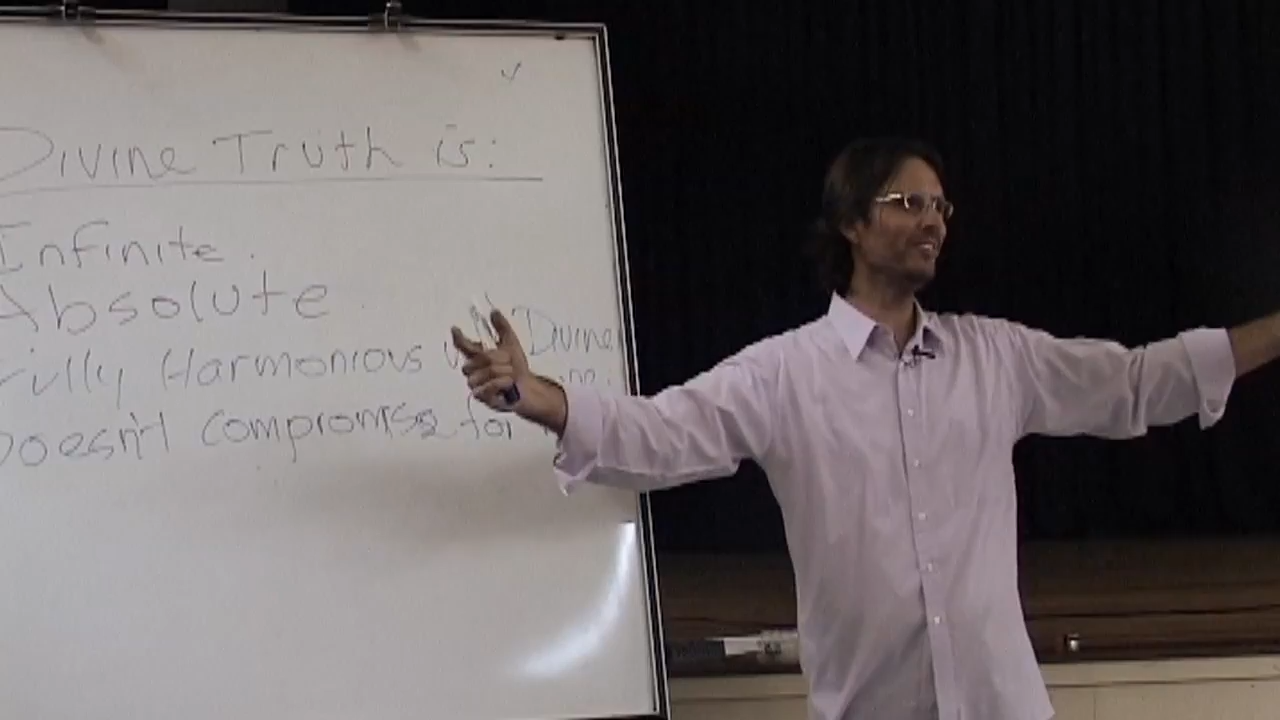 Divine Truth is:
Infinite.
Absolute
Fully Harmonious Divine
Doesn't compromise for